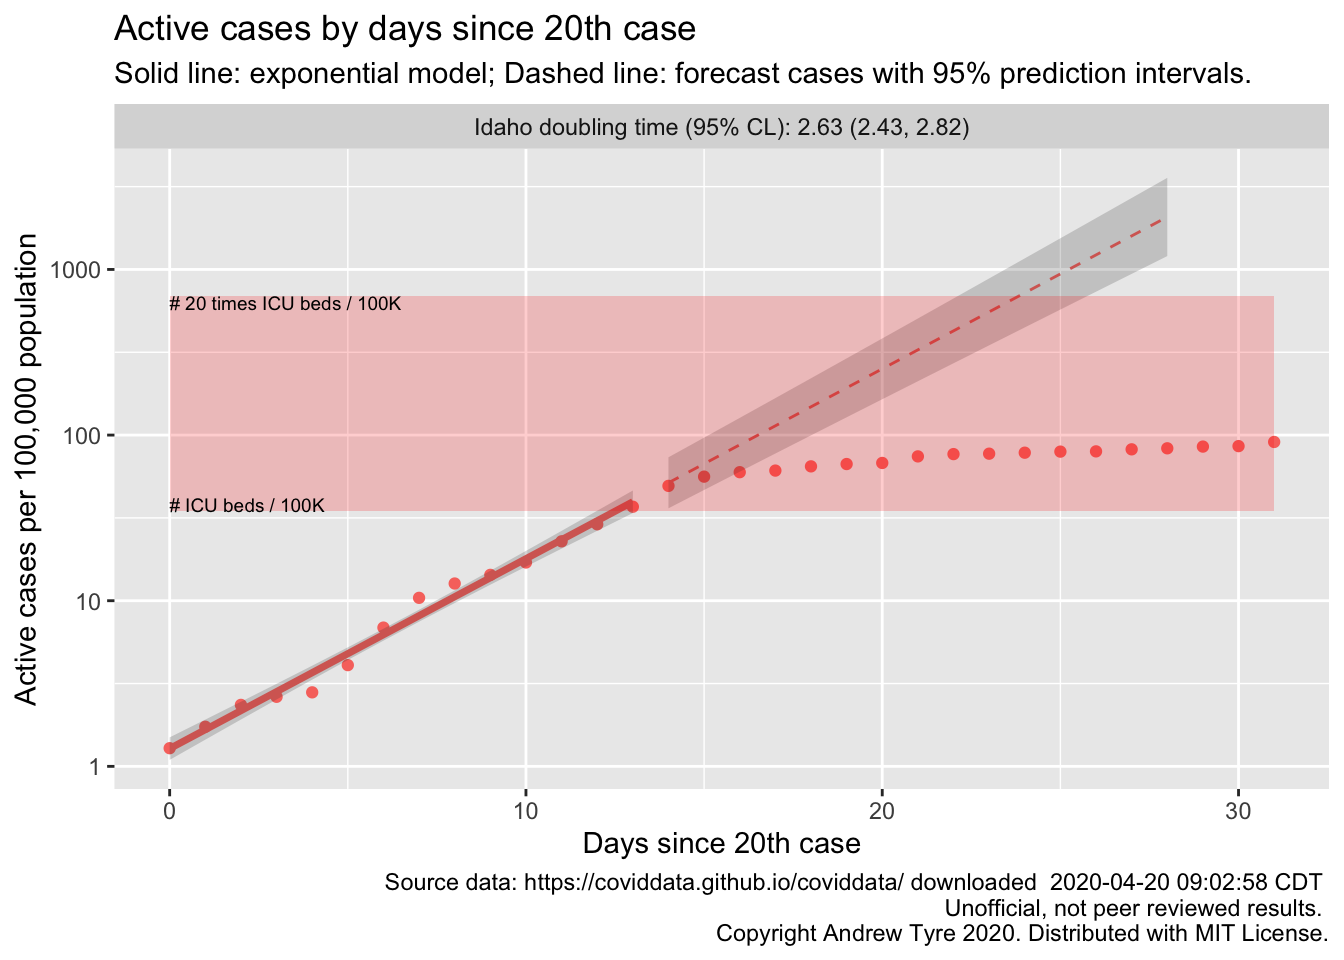 Active cases by days since 20th case
Solid line: exponential model; Dashed line: forecast cases with 95% prediction intervals.
Idaho doubling time (95% CL): 2.63 (2.43, 2.82)
Active cases per 100,000 population
1000
100
10
1
# 20 times ICU beds / 100K
# ICU beds / 100K
0 10 20 30
Days since 20th case
Source data: https://coviddata.github.io/coviddata/ downloaded  2020-04-20 09:02:58 CDT
Unofficial, not peer reviewed results.
Copyright Andrew Tyre 2020. Distributed with MIT License.